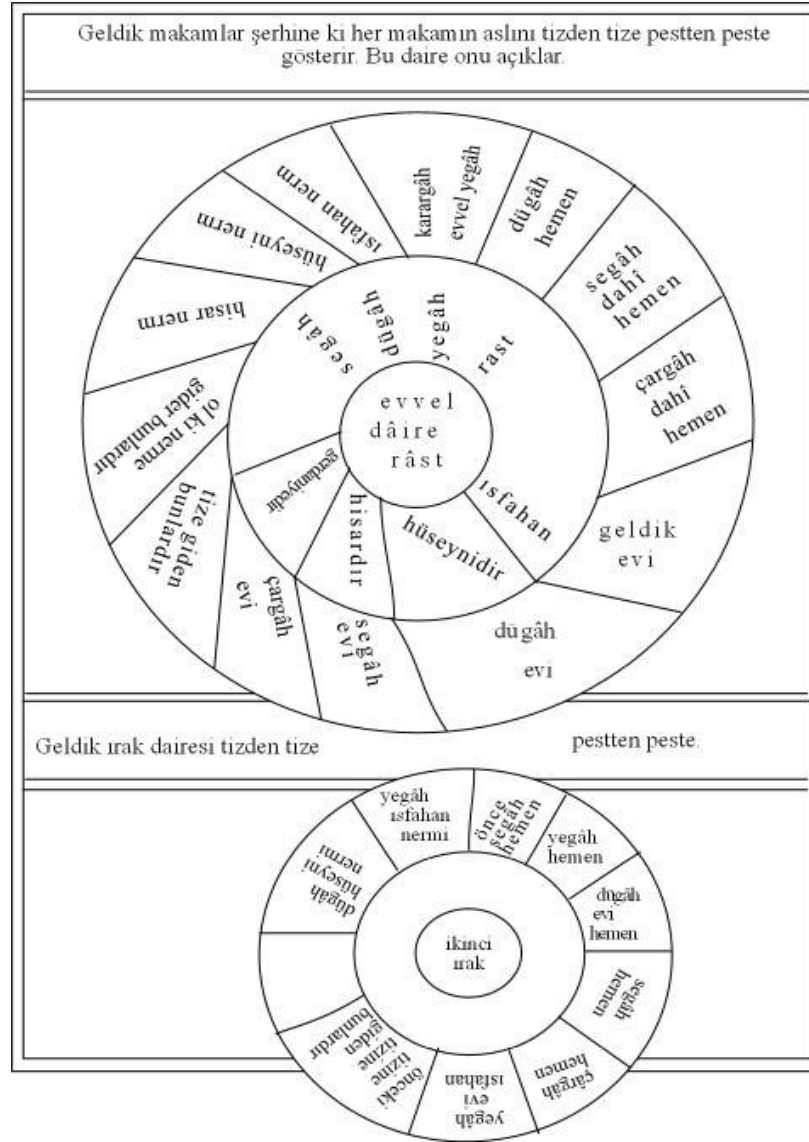 Geldik makamlar şerhine ki her makamın aslını tizden tize pestten peste
gösterir. Bu daire onu açıklar.
karargâh
evvel yegâh
dügâh
hemen
segâh
dahî
hemen
çargâh
dahî
hemen
geldik
evi
dügâh
evi
segâh
evi
çargâh
evi
tize giden
bunlardır
ol ki nerme
gider bunlardır
hisar nerm
hüseyni nerm
ısfahan nerm
segâh
dügâh
yegâh
rast
ısfahan
hüseynidir
hisardır
gerdaniyedir
evvel
dâire
râst
Geldik ırak dairesi tizden tize pestten peste.
yegâh
ısfahan
nermi
önce
segâh
hemen
yegâh
hemen
dügâh
evi
hemen
segâh
hemen
çârgâh
hemen
yegâh
evi
ısfahan
önceki
tizine
tizine
giden
bunlardır
dügâh
hüseyni
nermi
ikinci
ırak